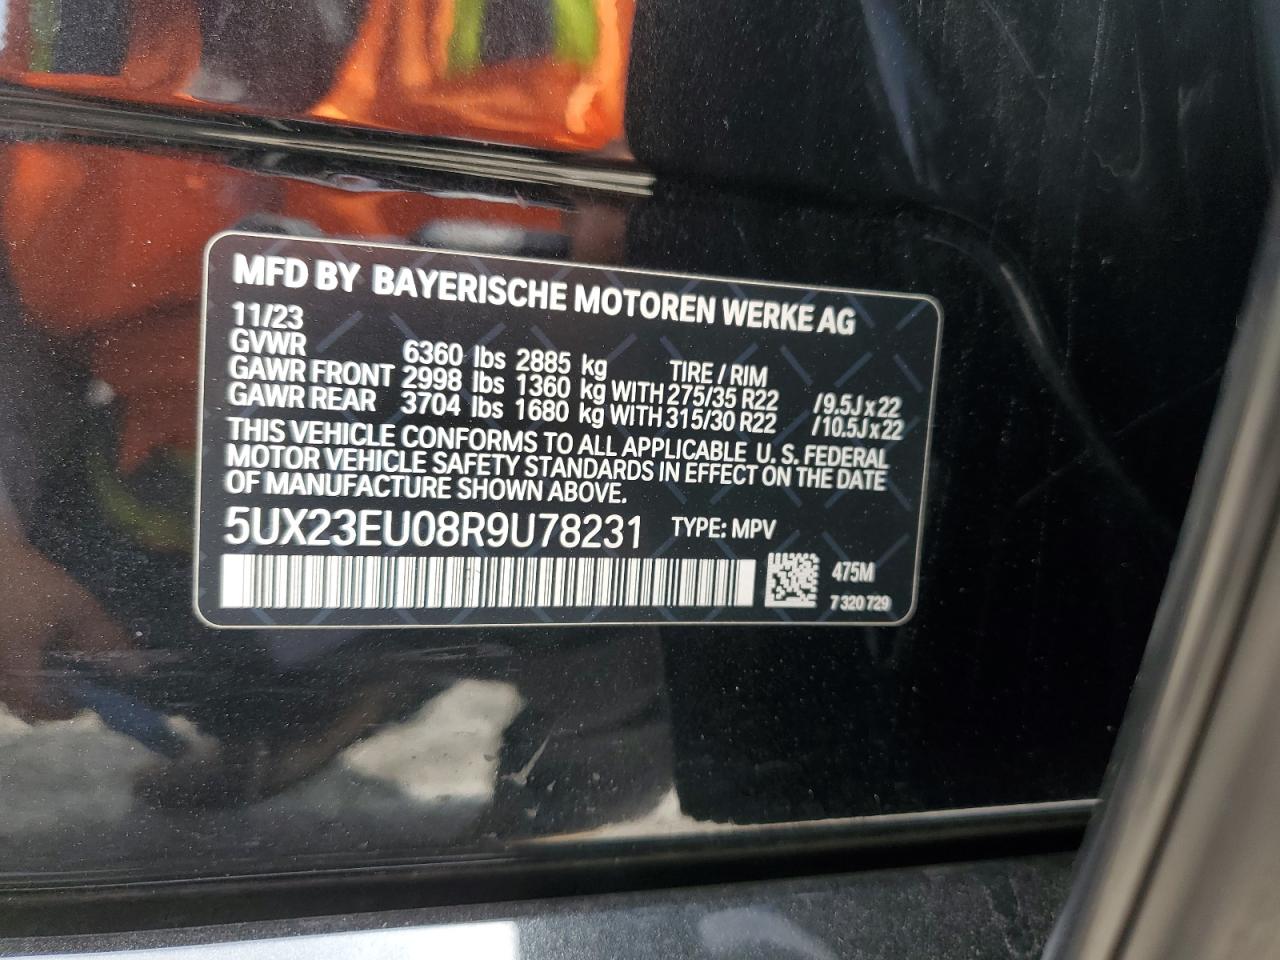 MFD BY BAYERISCHE MOTOREN WERKE AG
11/23
GVWR 6360 lbs 2885 kg TIRE / RIM
GAWR FRONT 2998 lbs 1360 kg WITH 275/35 R22 /9.5J x 22
GAWR REAR 3704 lbs 1680 kg WITH 315/30 R22 /10.5J x 22
THIS VEHICLE CONFORMS TO ALL APPLICABLE U. S. FEDERAL
MOTOR VEHICLE SAFETY STANDARDS IN EFFECT ON THE DATE
OF MANUFACTURE SHOWN ABOVE.
5UX23EU08R9U78231 TYPE: MPV
475M
7 320 729